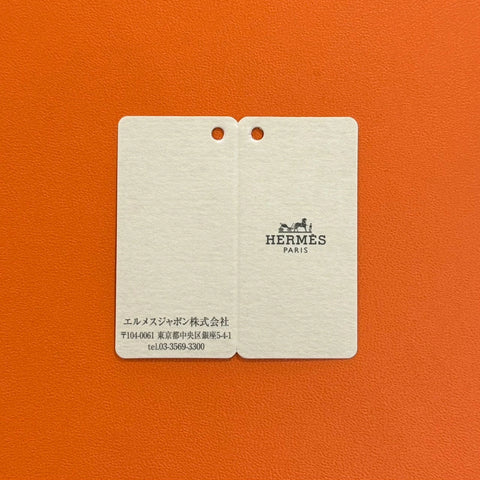 エルメスジャポン株式会社
〒104-0061 東京都中央区銀座5-4-1
tel.03-3569-3300
HERMÈS
PARIS